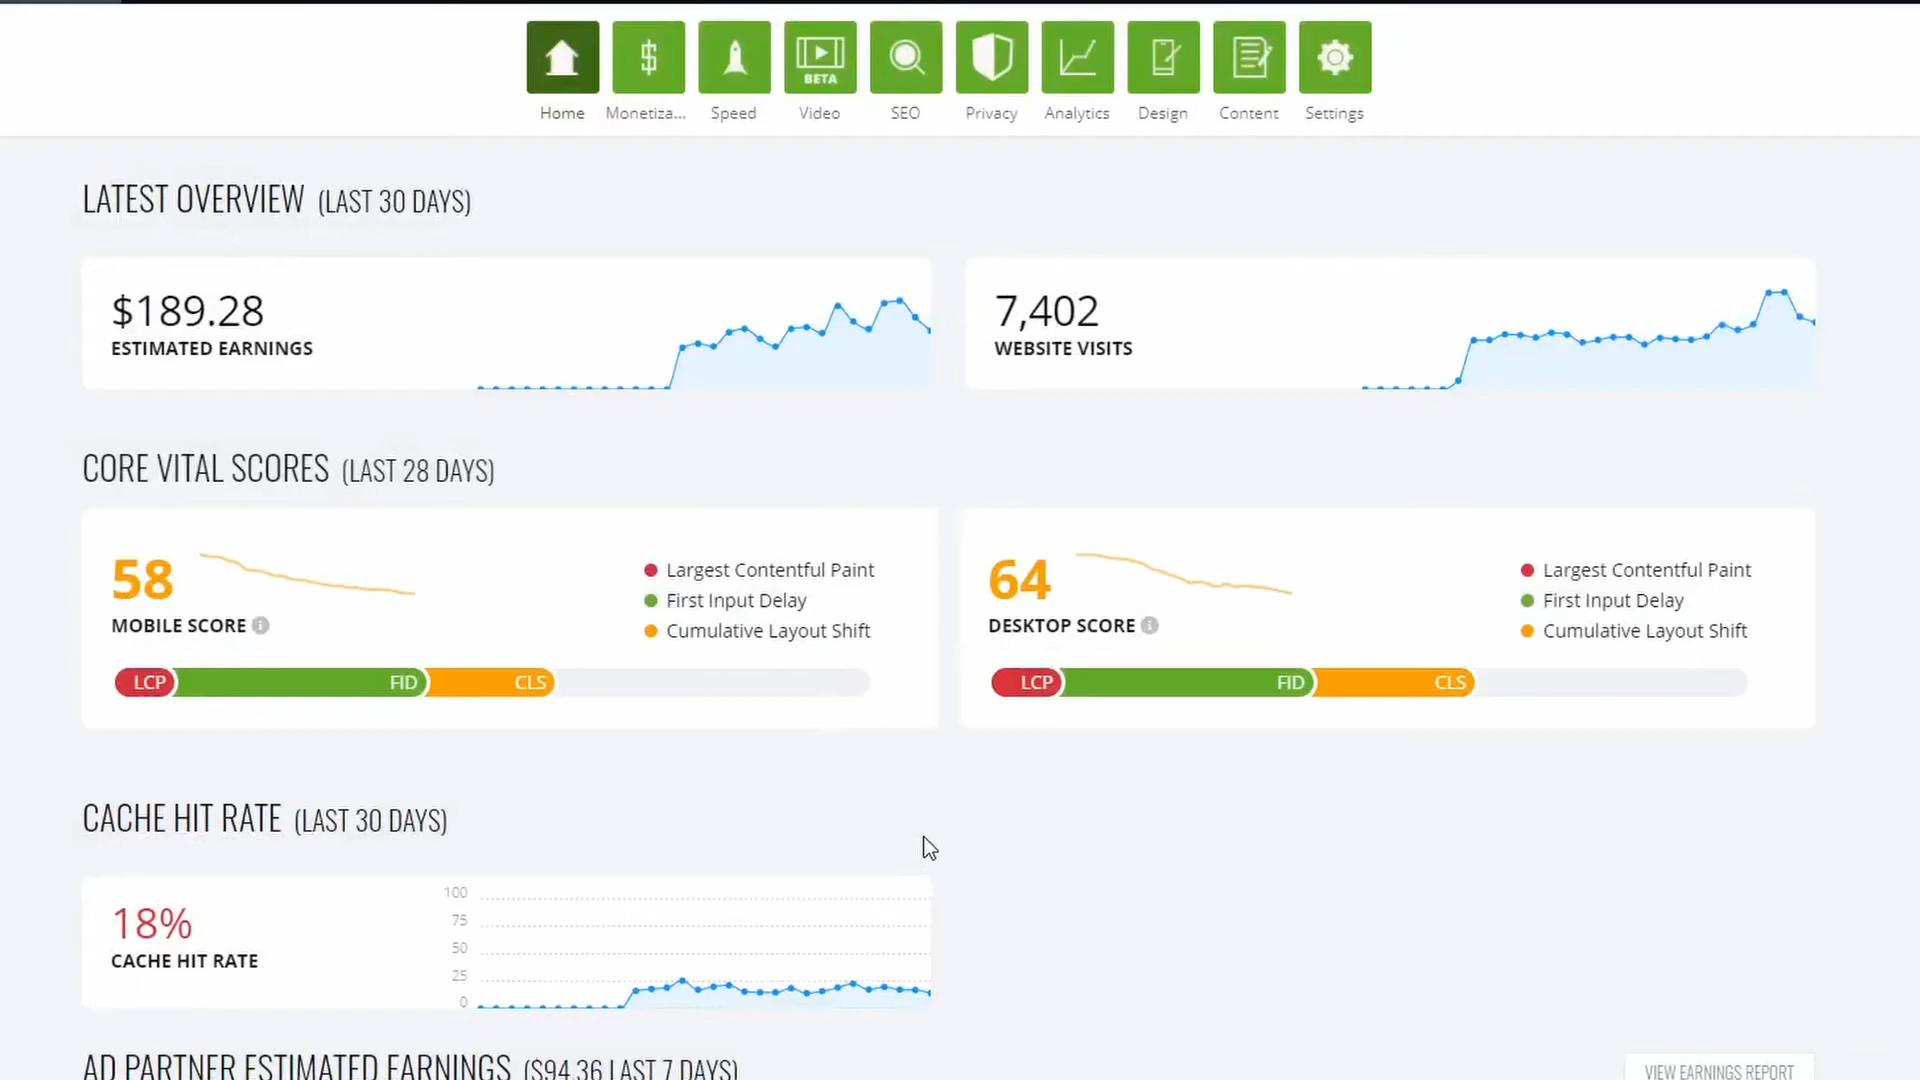 BETA
Home Monetiza... Speed Video SEO Privacy Analytics Design Content Settings
LATEST OVERVIEW (LAST 30 DAYS)
$189.28
ESTIMATED EARNINGS
7,402
WEBSITE VISITS
CORE VITAL SCORES (LAST 28 DAYS)
58
MOBILE SCORE
Largest Contentful Paint
First Input Delay
Cumulative Layout Shift
LCP FID CLS
64
DESKTOP SCORE
Largest Contentful Paint
First Input Delay
Cumulative Layout Shift
LCP FID CLS
CACHE HIT RATE (LAST 30 DAYS)
18%
CACHE HIT RATE
100
75
50
25
0
AD PARTNER ESTIMATED EARNINGS ($94.36 LAST 7 DAYS)
VIEW EARNINGS REPORT